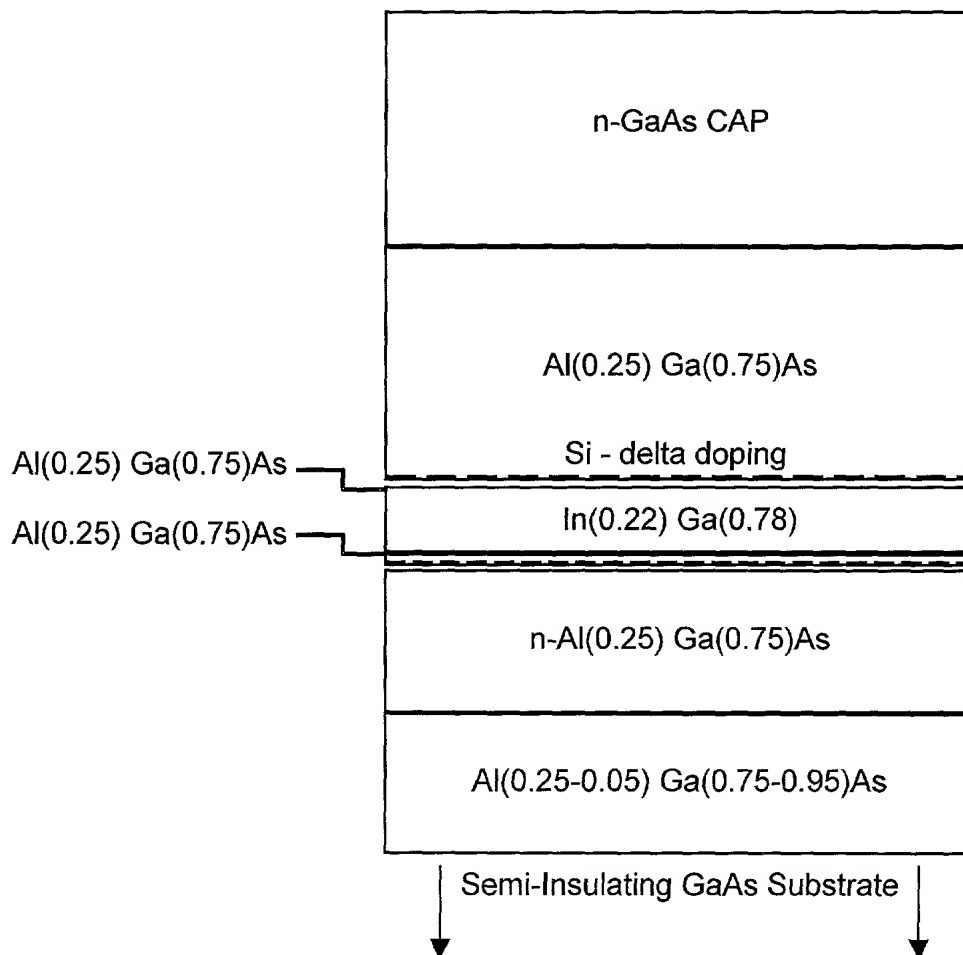 n-GaAs CAP
Al(0.25) Ga(0.75)As
Si - delta doping
Al(0.25) Ga(0.75)As
In(0.22) Ga(0.78)
Al(0.25) Ga(0.75)As
n-Al(0.25) Ga(0.75)As
Al(0.25-0.05) Ga(0.75-0.95)As
Semi-Insulating GaAs Substrate